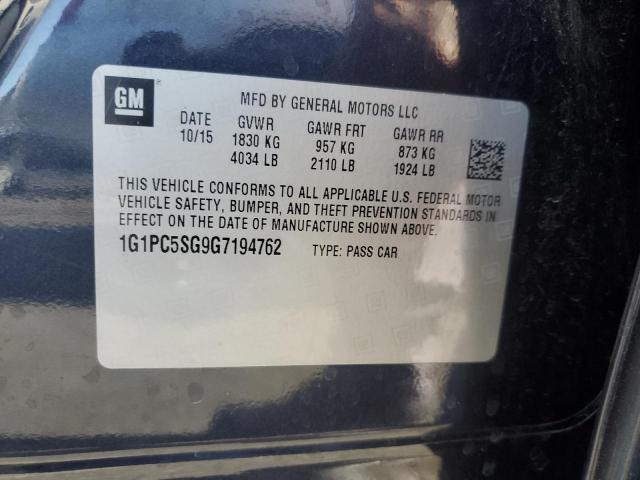 GM
MFD BY GENERAL MOTORS LLC
DATE GVWR GAWR FRT GAWR RR
10/15 1830 KG 957 KG 873 KG
4034 LB 2110 LB 1924 LB
THIS VEHICLE CONFORMS TO ALL APPLICABLE U.S. FEDERAL MOTOR
VEHICLE SAFETY, BUMPER, AND THEFT PREVENTION STANDARDS IN
EFFECT ON THE DATE OF MANUFACTURE SHOWN ABOVE.
1G1PC5SG9G7194762 TYPE: PASS CAR